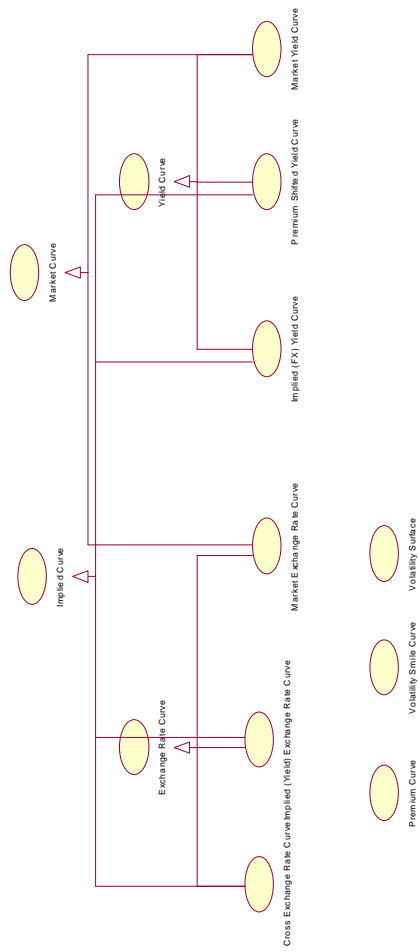 Market Curve
Implied Curve
Yield Curve
Exchange Rate Curve
Market Yield Curve
Premium Shifted Yield Curve
Implied (FX) Yield Curve
Market Exchange Rate Curve
Implied (Yield) Exchange Rate Curve
Cross Exchange Rate Curve
Volatility Surface
Volatility Smile Curve
Premium Curve